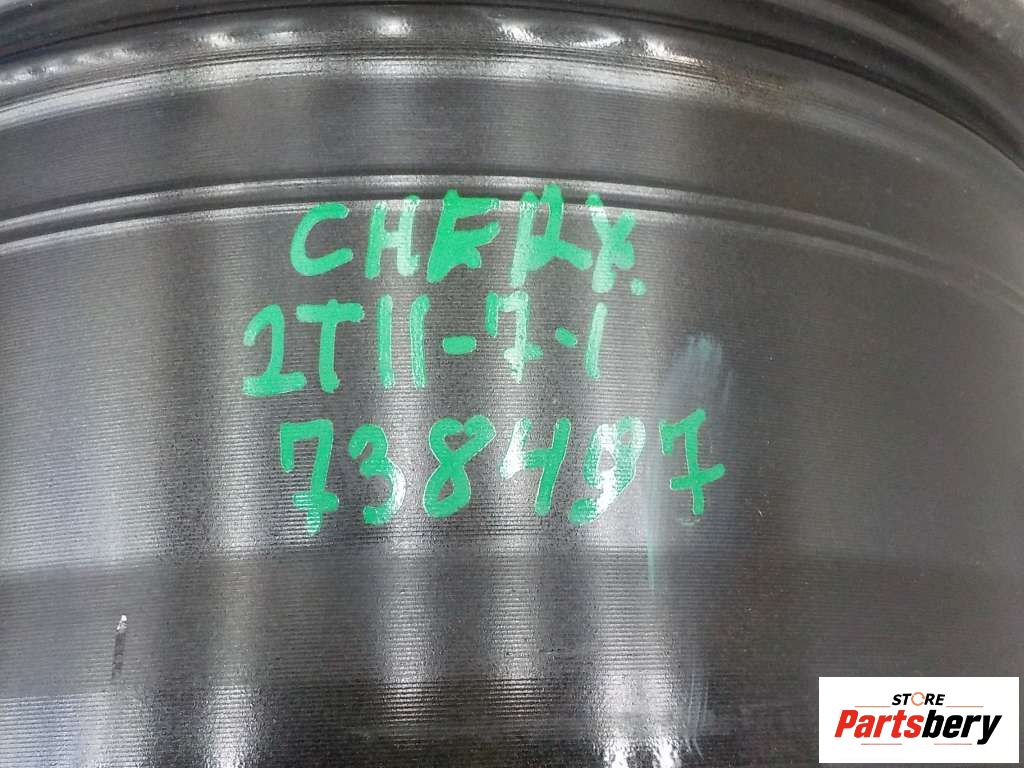 CHERY.
2T11-7-1
738497
STORE
Partsbery